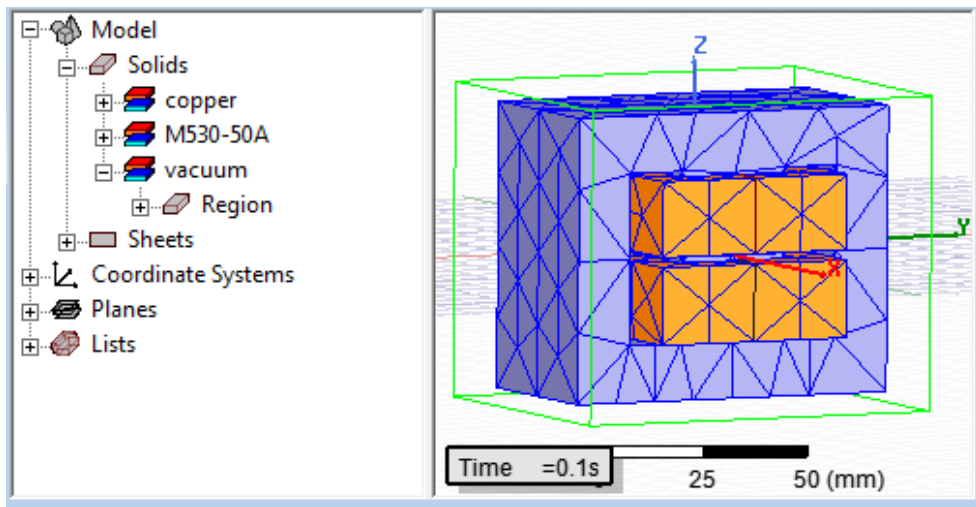 Model
Solids
copper
M530-50A
vacuum
Region
Sheets
Coordinate Systems
Planes
Lists
Z
Y
X
Time =0.1s
25 50 (mm)